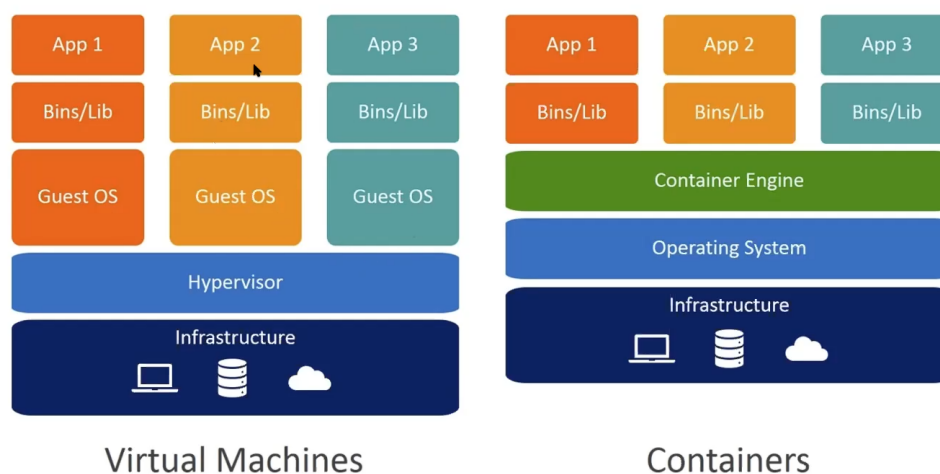 App 1
App 2
App 3
Bins/Lib
Bins/Lib
Bins/Lib
Guest OS
Guest OS
Guest OS
Hypervisor
Infrastructure
Virtual Machines
App 1
App 2
App 3
Bins/Lib
Bins/Lib
Bins/Lib
Container Engine
Operating System
Infrastructure
Containers